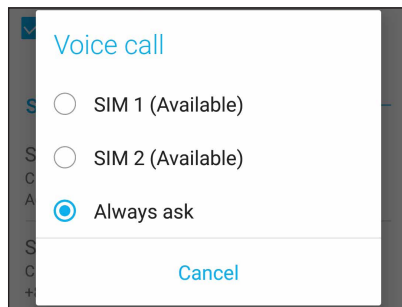 Voice call
SIM 1 (Available)
SIM 2 (Available)
Always ask
Cancel